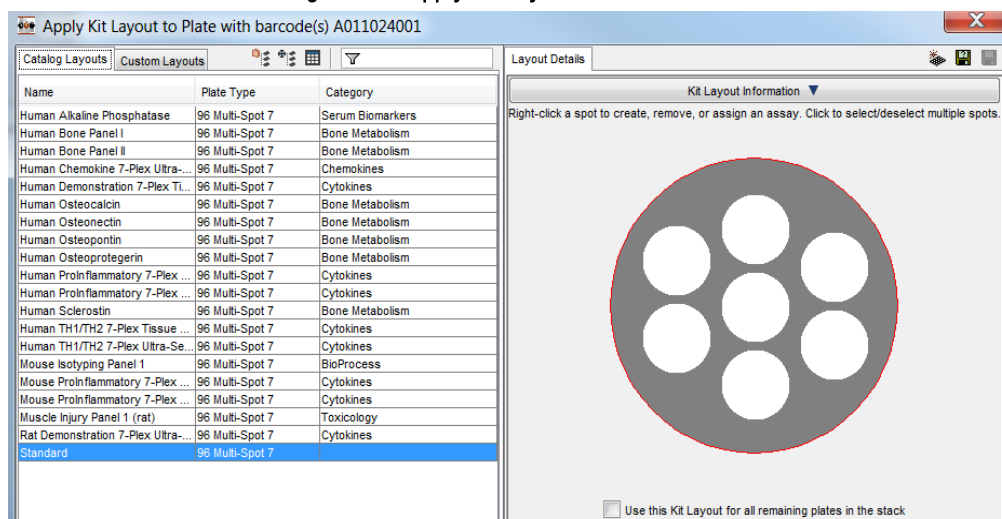 Apply Kit Layout to Plate with barcode(s) A011024001
Catalog Layouts Custom Layouts
Name Plate Type Category
Human Alkaline Phosphatase 96 Multi-Spot 7 Serum Biomarkers
Human Bone Panel I 96 Multi-Spot 7 Bone Metabolism
Human Bone Panel II 96 Multi-Spot 7 Bone Metabolism
Human Chemokine 7-Plex Ultra-... 96 Multi-Spot 7 Chemokines
Human Demonstration 7-Plex Ti... 96 Multi-Spot 7 Cytokines
Human Osteocalcin 96 Multi-Spot 7 Bone Metabolism
Human Osteonectin 96 Multi-Spot 7 Bone Metabolism
Human Osteopontin 96 Multi-Spot 7 Bone Metabolism
Human Osteoprotegerin 96 Multi-Spot 7 Bone Metabolism
Human ProInflammatory 7-Plex ... 96 Multi-Spot 7 Cytokines
Human ProInflammatory 7-Plex ... 96 Multi-Spot 7 Cytokines
Human Sclerostin 96 Multi-Spot 7 Bone Metabolism
Human TH1/TH2 7-Plex Tissue ... 96 Multi-Spot 7 Cytokines
Human TH1/TH2 7-Plex Ultra-Se... 96 Multi-Spot 7 Cytokines
Mouse Isotyping Panel 1 96 Multi-Spot 7 BioProcess
Mouse ProInflammatory 7-Plex ... 96 Multi-Spot 7 Cytokines
Mouse ProInflammatory 7-Plex ... 96 Multi-Spot 7 Cytokines
Muscle Injury Panel 1 (rat) 96 Multi-Spot 7 Toxicology
Rat Demonstration 7-Plex Ultra-... 96 Multi-Spot 7 Cytokines
Standard 96 Multi-Spot 7
Layout Details
Kit Layout Information ▼
Right-click a spot to create, remove, or assign an assay. Click to select/deselect multiple spots.
Use this Kit Layout for all remaining plates in the stack